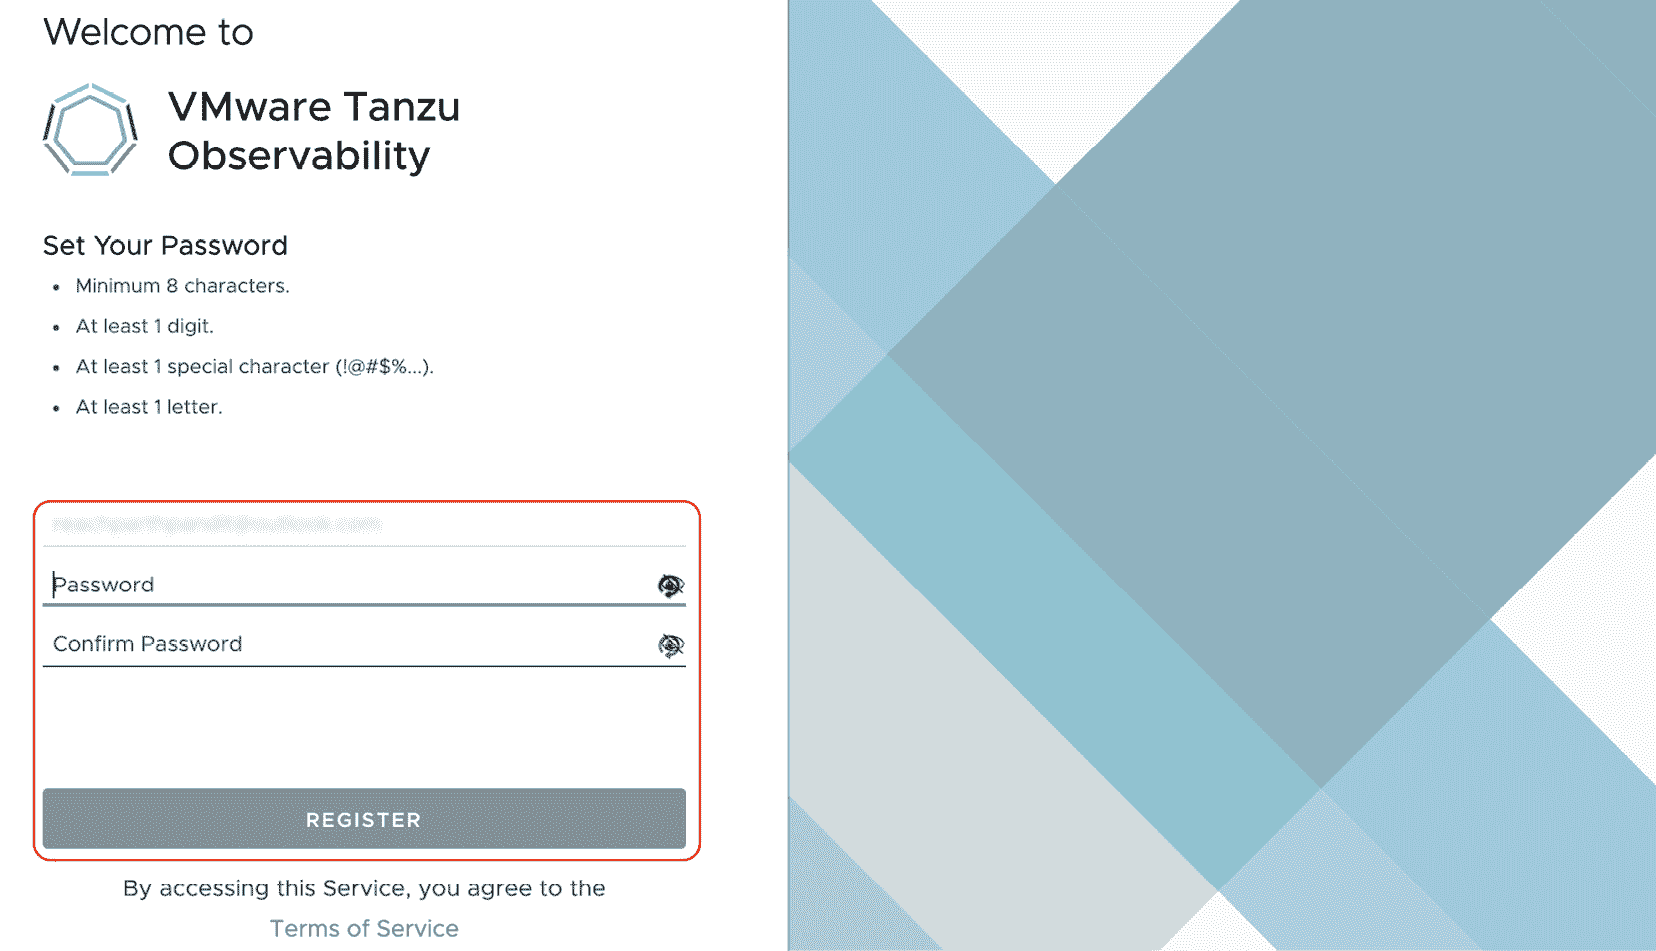 Welcome to
VMware Tanzu
Observability
Set Your Password
• Minimum 8 characters.
• At least 1 digit.
• At least 1 special character (!@#$%...).
• At least 1 letter.
Password
Confirm Password
REGISTER
By accessing this Service, you agree to the
Terms of Service